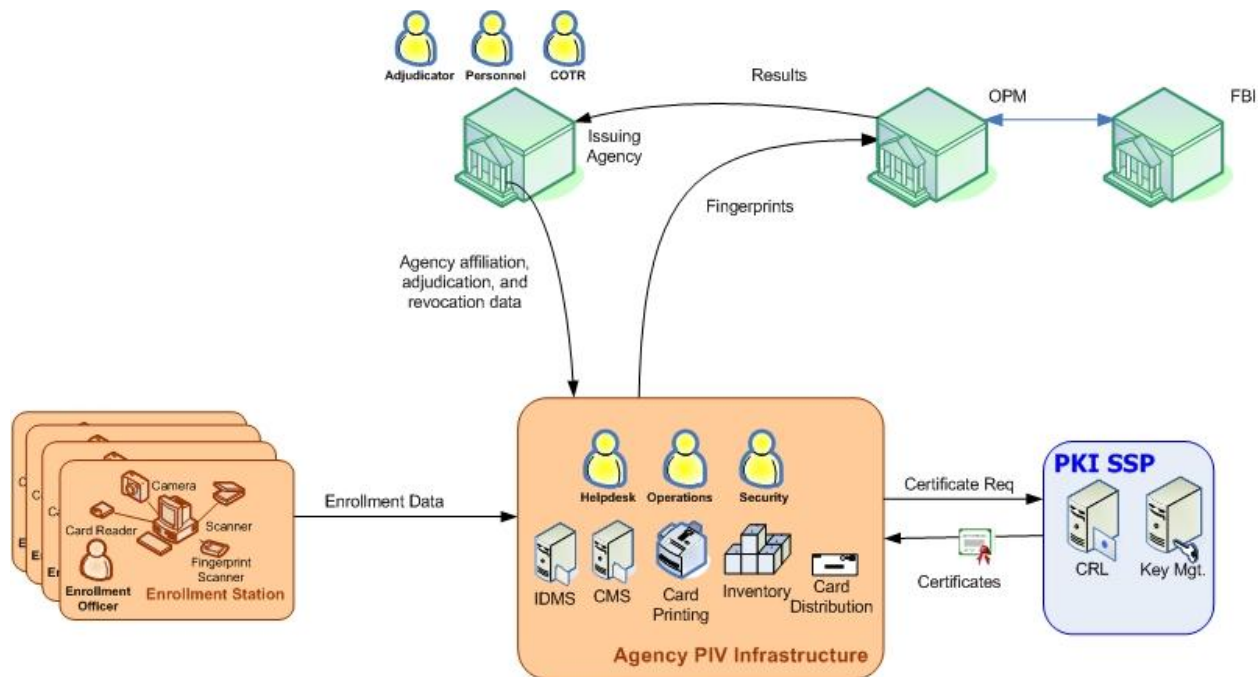 Adjudicator
Personnel
COTR
Results
OPM
FBI
Issuing
Agency
Fingerprints
Agency affiliation,
adjudication, and
revocation data
Helpdesk
Operations
Security
PKI SSP
Camera
Scanner
Card Reader
Fingerprint
Scanner
Enrollment
Officer
Enrollment Station
Enrollment Data
Certificate Req
Certificates
CRL
Key Mgt.
IDMS
CMS
Card
Printing
Inventory
Card
Distribution
Agency PIV Infrastructure